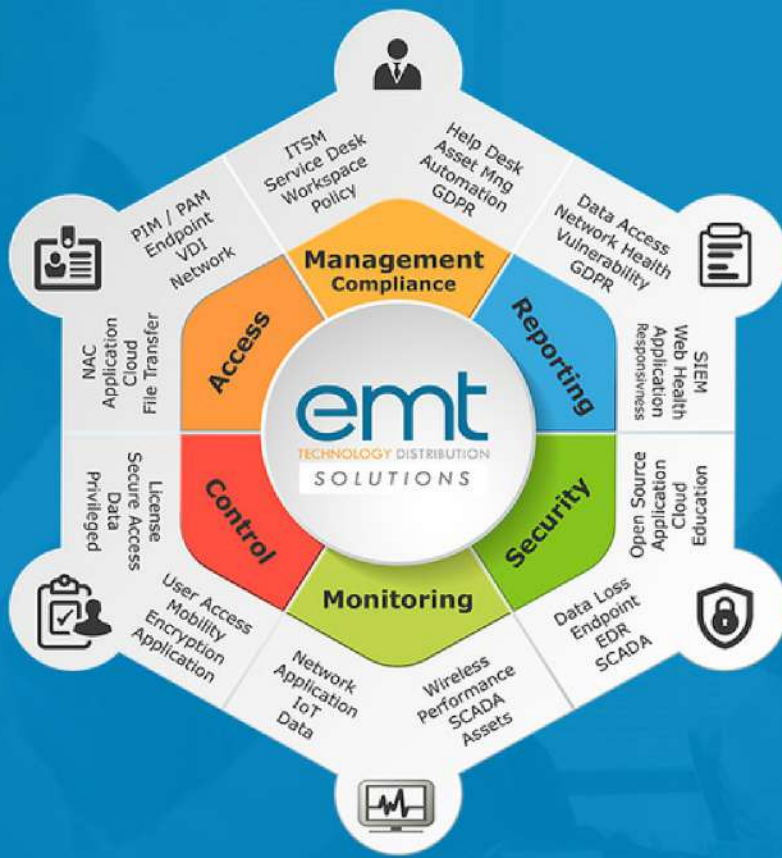 ITSM
Service Desk
Workspace
Policy
Help Desk
Asset Mng
Automation
GDPR
Management
Compliance
Data Access
Network Health
Vulnerability
GDPR
Reporting
SIEM
Web Health
Application
Responsivness
Security
Open Source
Application
Cloud
Education
Data Loss
Endpoint
EDR
SCADA
Monitoring
Wireless
Performance
SCADA
Assets
Network
Application
IoT
Data
Control
User Access
Mobility
Encryption
Application
License
Secure Access
Data
Privileged
Access
NAC
Application
Cloud
File Transfer
PIM / PAM
Endpoint
VDI
Network
emt
TECHNOLOGY DISTRIBUTION
SOLUTIONS